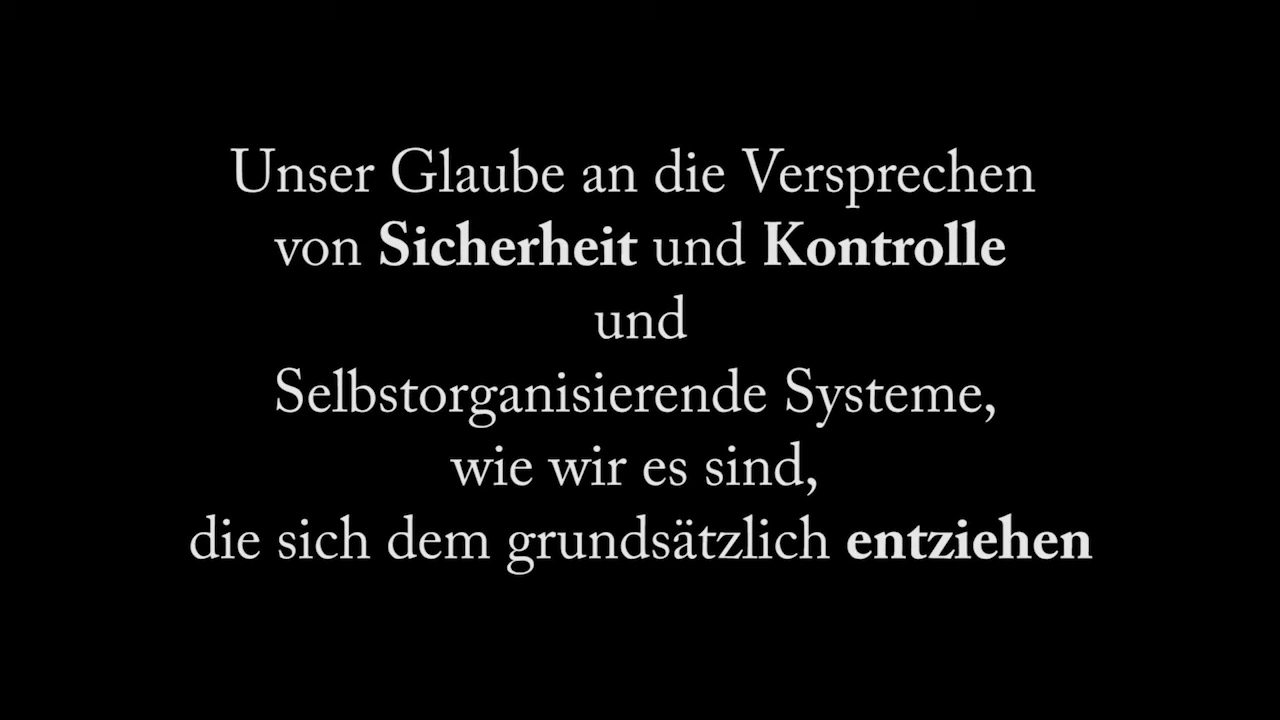 Unser Glaube an die Versprechen
von Sicherheit und Kontrolle
und
Selbstorganisierende Systeme,
wie wir es sind,
die sich dem grundsätzlich entziehen